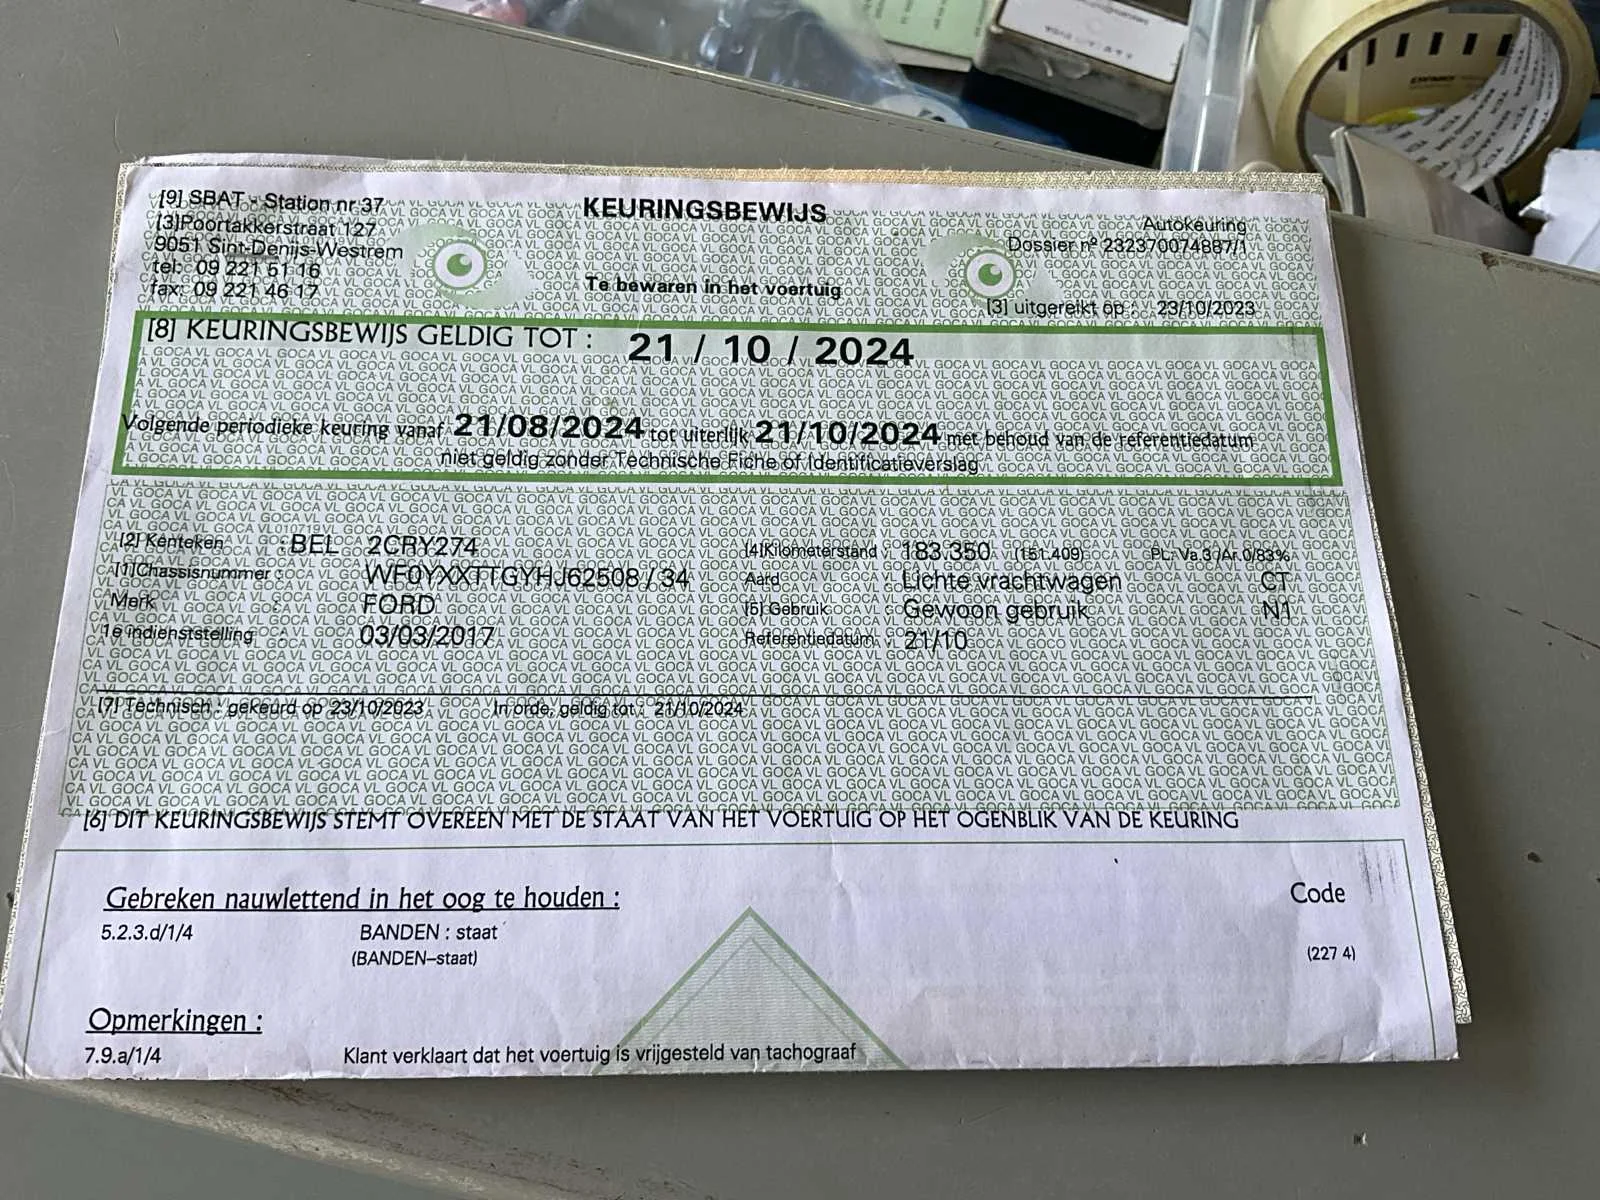 [9] SBAT - Station nr 37
KEURINGSBEWIJS
Autokeuring
[3]Poortakkerstraat 127
Dossier nº 232370074887/1
9051 Sint-Denijs-Westrem
tel: 09 221 51 16
Te bewaren in het voertuig
fax: 09 221 46 17
[3] uitgereikt op : 23/10/2023
[8] KEURINGSBEWIJS GELDIG TOT : 21 / 10 / 2024
Volgende periodieke keuring vanaf 21/08/2024 tot uiterlijk 21/10/2024 met behoud van de referentiedatum
niet geldig zonder Technische Fiche of Identificatieverslag
[2] Kenteken : BEL 2CRY274
[4]Kilometerstand : 183.350 (151.409) PL.-Va.3 /Ar.0/83%
[1]Chassisnummer : WF0YXXTTGYHJ62508 / 34
Aard : Lichte vrachtwagen CT
Merk : FORD
[5] Gebruik : Gewoon gebruik N1
1e indienststelling : 03/03/2017
Referentiedatum : 21/10
[7] Technisch : gekeurd op 23/10/2023 In orde, geldig tot : 21/10/2024
[6] DIT KEURINGSBEWIJS STEMT OVEREEN MET DE STAAT VAN HET VOERTUIG OP HET OGENBLIK VAN DE KEURING
Gebreken nauwlettend in het oog te houden : Code
5.2.3.d/1/4 BANDEN : staat
(BANDEN–staat) (227 4)
Opmerkingen :
7.9.a/1/4 Klant verklaart dat het voertuig is vrijgesteld van tachograaf